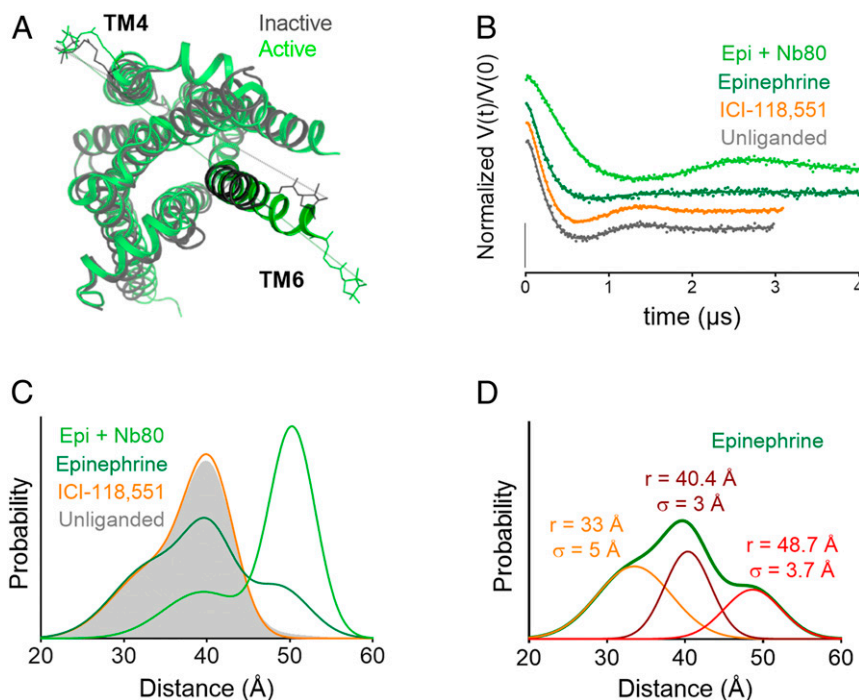 A
TM4
Inactive
Active
TM6
B
Normalized V(t)/V(0)
Epi + Nb80
Epinephrine
ICI-118,551
Unliganded
0 1 2 3 4
time (μs)
C
Probability
Epi + Nb80
Epinephrine
ICI-118,551
Unliganded
20 30 40 50 60
Distance (Å)
D
Probability
Epinephrine
r = 40.4 Å
σ = 3 Å
r = 33 Å
σ = 5 Å
r = 48.7 Å
σ = 3.7 Å
20 30 40 50 60
Distance (Å)